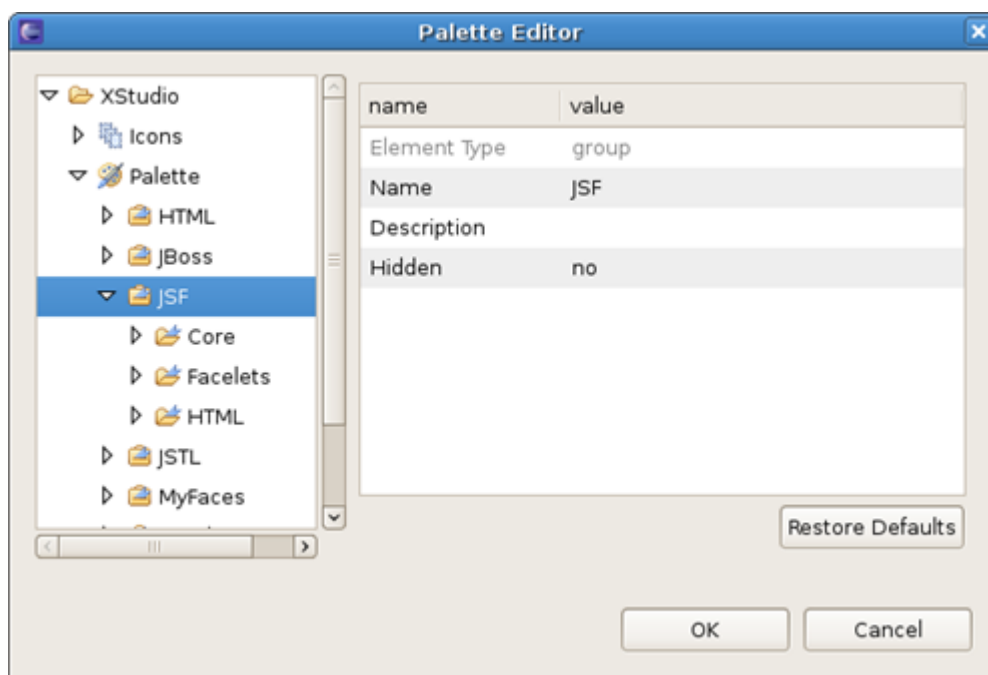 Palette Editor
XStudio
Icons
Palette
HTML
JBoss
JSF
Core
Facelets
HTML
JSTL
MyFaces
name value
Element Type group
Name JSF
Description
Hidden no
Restore Defaults
OK Cancel